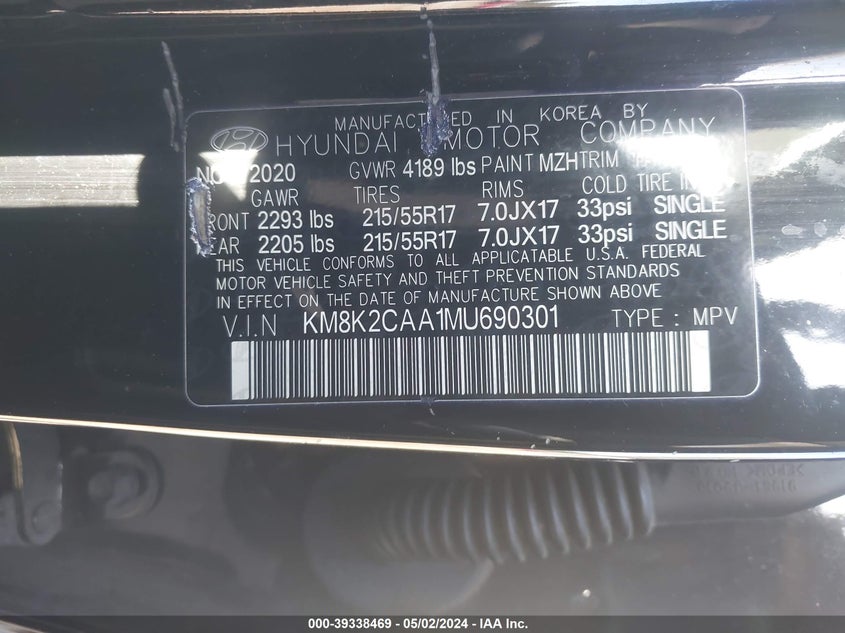 MANUFACTURED IN KOREA BY
HYUNDAI MOTOR COMPANY
2020 GVWR 4189 lbs PAINT MZH TRIM
GAWR TIRES RIMS COLD TIRE
FRONT 2293 lbs 215/55R17 7.0JX17 33psi SINGLE
REAR 2205 lbs 215/55R17 7.0JX17 33psi SINGLE
THIS VEHICLE CONFORMS TO ALL APPLICATABLE U.S.A. FEDERAL
MOTOR VEHICLE SAFETY AND THEFT PREVENTION STANDARDS
IN EFFECT ON THE DATE OF MANUFACTURE SHOWN ABOVE
V.I.N KM8K2CAA1MU690301 TYPE : MPV
000-39338469 - 05/02/2024 - IAA Inc.